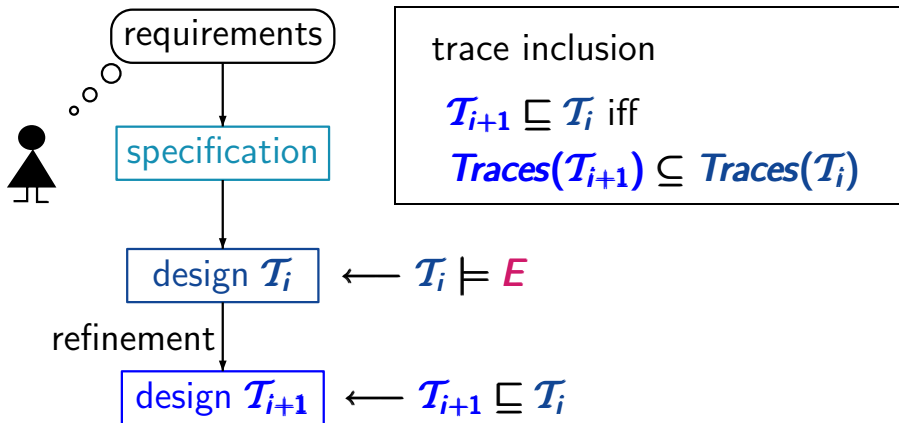 requirements
specification
design 𝒯ᵢ ⟵ 𝒯ᵢ ⊨ E
refinement
design 𝒯ᵢ₊₁ ⟵ 𝒯ᵢ₊₁ ⊑ 𝒯ᵢ
trace inclusion
𝒯ᵢ₊₁ ⊑ 𝒯ᵢ iff
Traces(𝒯ᵢ₊₁) ⊆ Traces(𝒯ᵢ)